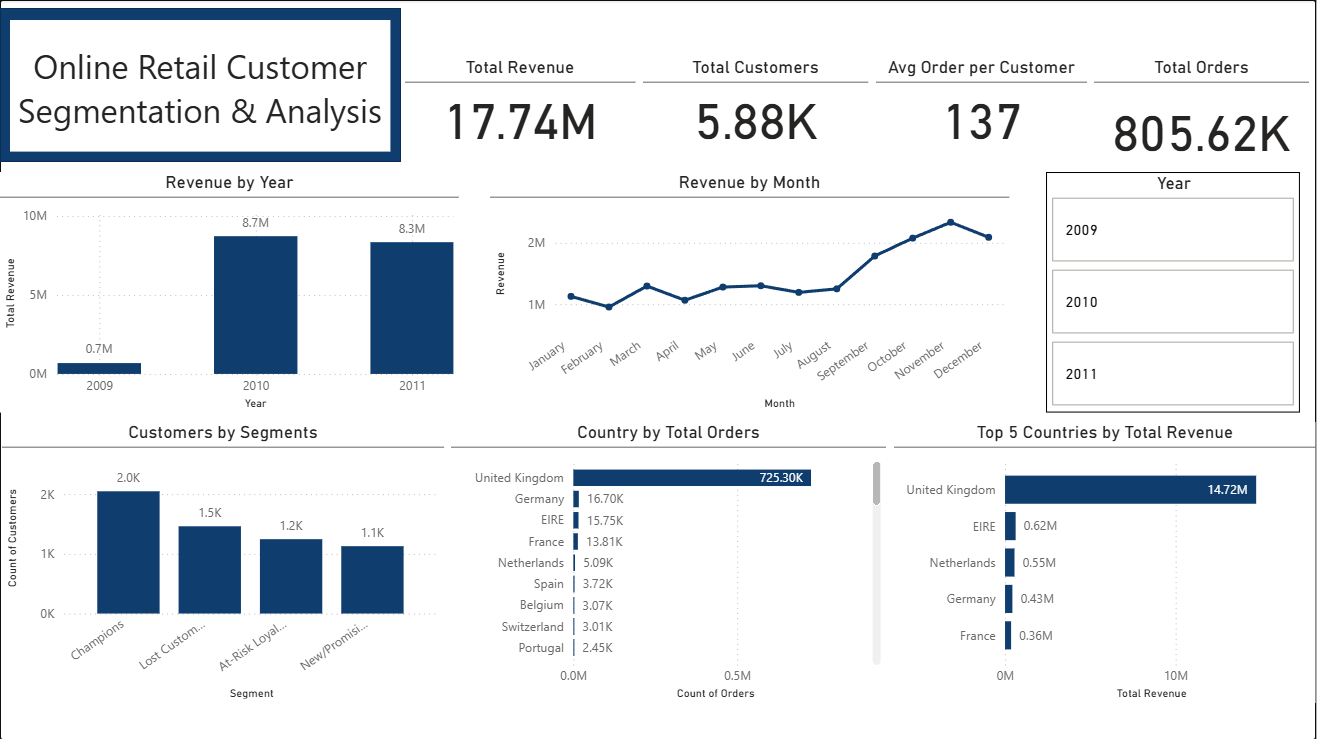 Online Retail Customer
Segmentation & Analysis
Total Revenue
17.74M
Total Customers
5.88K
Avg Order per Customer
137
Total Orders
805.62K
Revenue by Year
Total Revenue
10M
5M
0M
0.7M
8.7M
8.3M
2009
2010
2011
Year
Revenue by Month
Revenue
2M
1M
January
February
March
April
May
June
July
August
September
October
November
December
Month
Year
2009
2010
2011
Customers by Segments
Count of Customers
2K
1K
0K
2.0K
1.5K
1.2K
1.1K
Champions
Lost Custom...
At-Risk Loyal...
New/Promisi...
Segment
Country by Total Orders
United Kingdom 725.30K
Germany 16.70K
EIRE 15.75K
France 13.81K
Netherlands 5.09K
Spain 3.72K
Belgium 3.07K
Switzerland 3.01K
Portugal 2.45K
0.0M 0.5M
Count of Orders
Top 5 Countries by Total Revenue
United Kingdom 14.72M
EIRE 0.62M
Netherlands 0.55M
Germany 0.43M
France 0.36M
0M 10M
Total Revenue